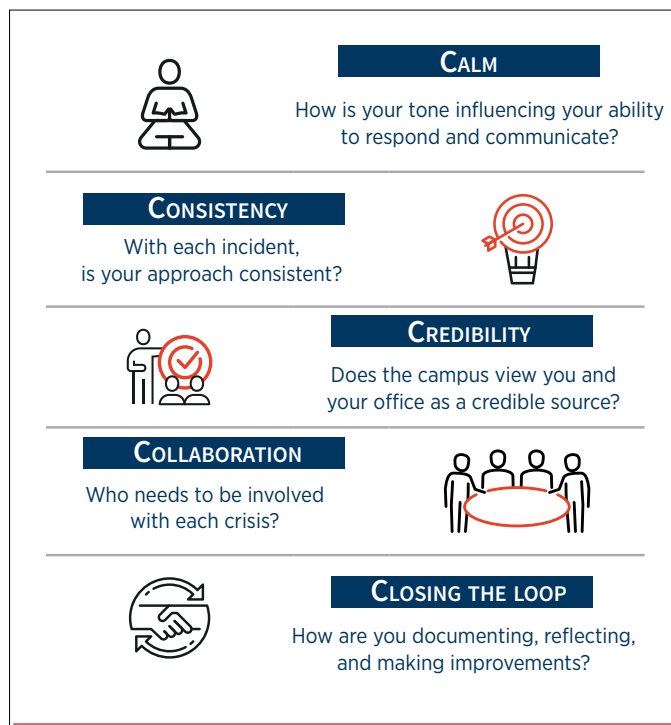 CALM
How is your tone influencing your ability
to respond and communicate?
CONSISTENCY
With each incident,
is your approach consistent?
CREDIBILITY
Does the campus view you and
your office as a credible source?
COLLABORATION
Who needs to be involved
with each crisis?
CLOSING THE LOOP
How are you documenting, reflecting,
and making improvements?